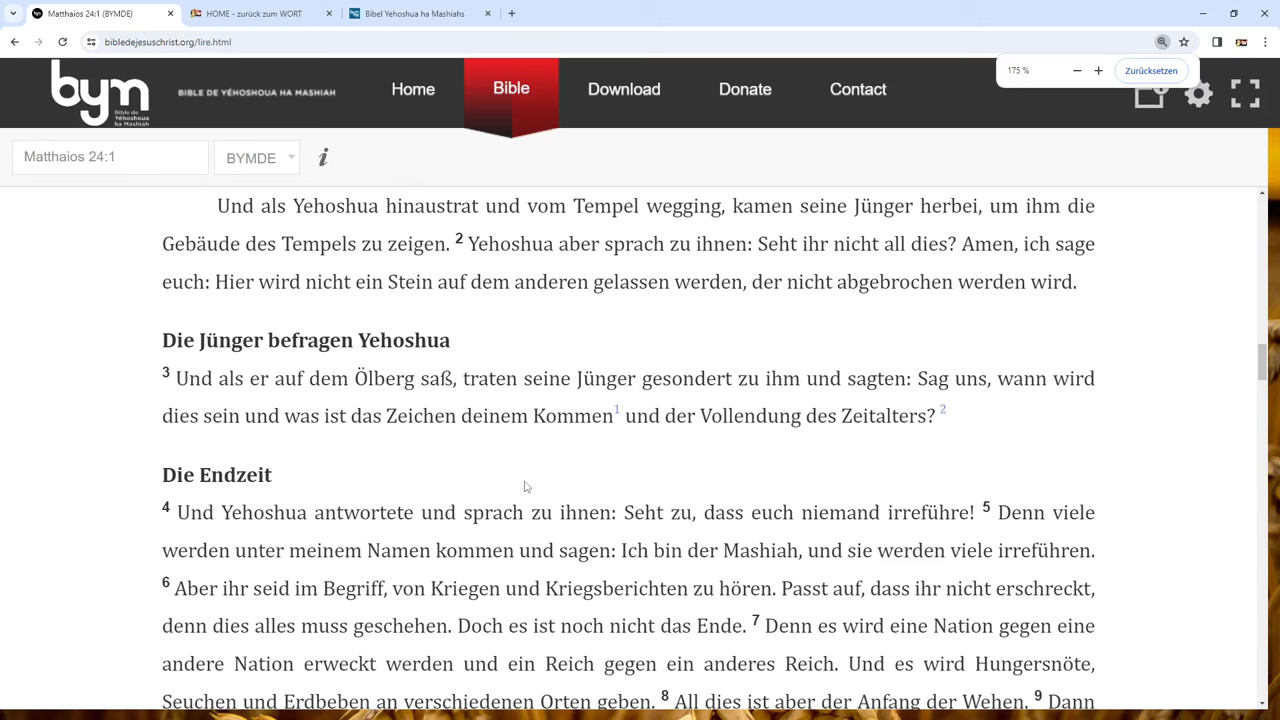 Matthaios 24:1 (BYMDE)
HOME - zurück zum WORT
Bibel Yehoshua ha Mashiahs
bibledejesuschrist.org/lire.html
175 %
Zurücksetzen
bym
Bible de
Yéhoshoua
ha Mashiah
BIBLE DE YÉHOSHOUA HA MASHIAH
Home
Bible
Download
Donate
Contact
Matthaios 24:1
BYMDE
i
Und als Yehoshua hinaustrat und vom Tempel wegging, kamen seine Jünger herbei, um ihm die
Gebäude des Tempels zu zeigen. 2 Yehoshua aber sprach zu ihnen: Seht ihr nicht all dies? Amen, ich sage
euch: Hier wird nicht ein Stein auf dem anderen gelassen werden, der nicht abgebrochen werden wird.
Die Jünger befragen Yehoshua
3 Und als er auf dem Ölberg saß, traten seine Jünger gesondert zu ihm und sagten: Sag uns, wann wird
dies sein und was ist das Zeichen deinem Kommen1 und der Vollendung des Zeitalters? 2
Die Endzeit
4 Und Yehoshua antwortete und sprach zu ihnen: Seht zu, dass euch niemand irreführe! 5 Denn viele
werden unter meinem Namen kommen und sagen: Ich bin der Mashiah, und sie werden viele irreführen.
6 Aber ihr seid im Begriff, von Kriegen und Kriegsberichten zu hören. Passt auf, dass ihr nicht erschreckt,
denn dies alles muss geschehen. Doch es ist noch nicht das Ende. 7 Denn es wird eine Nation gegen eine
andere Nation erweckt werden und ein Reich gegen ein anderes Reich. Und es wird Hungersnöte,
Seuchen und Erdbeben an verschiedenen Orten geben. 8 All dies ist aber der Anfang der Wehen. 9 Dann